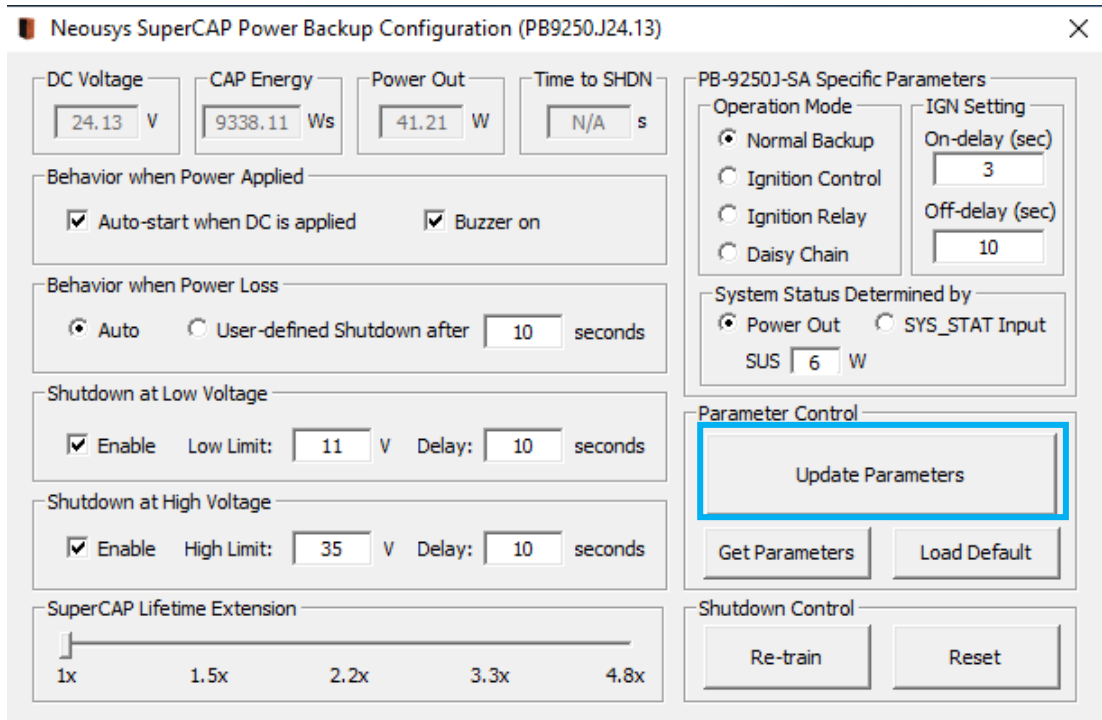 Neousys SuperCAP Power Backup Configuration (PB9250.J24.13)
DC Voltage
24.13 V
CAP Energy
9338.11 Ws
Power Out
41.21 W
Time to SHDN
N/A s
Behavior when Power Applied
Auto-start when DC is applied
Buzzer on
Behavior when Power Loss
Auto
User-defined Shutdown after 10 seconds
Shutdown at Low Voltage
Enable Low Limit: 11 V Delay: 10 seconds
Shutdown at High Voltage
Enable High Limit: 35 V Delay: 10 seconds
SuperCAP Lifetime Extension
1x 1.5x 2.2x 3.3x 4.8x
PB-9250J-SA Specific Parameters
Operation Mode
Normal Backup
Ignition Control
Ignition Relay
Daisy Chain
IGN Setting
On-delay (sec)
3
Off-delay (sec)
10
System Status Determined by
Power Out
SYS_STAT Input
SUS 6 W
Parameter Control
Update Parameters
Get Parameters
Load Default
Shutdown Control
Re-train
Reset